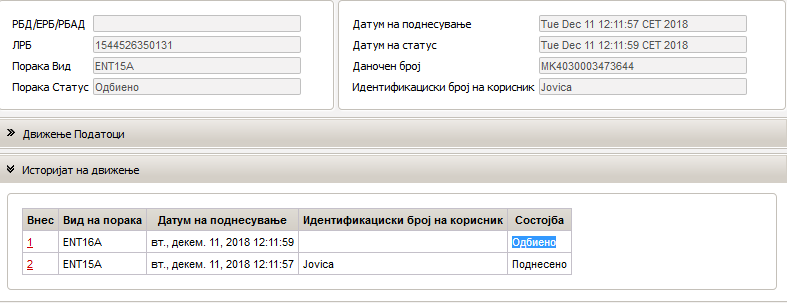 РБД/ЕРБ/РБАД
ЛРБ 1544526350131
Порака Вид ENT15A
Порака Статус Одбиено
Датум на поднесување Tue Dec 11 12:11:57 CET 2018
Датум на статус Tue Dec 11 12:11:59 CET 2018
Даночен број MK4030003473644
Идентификациски број на корисник Jovica
Движење Податоци
Историјат на движење
Внес Вид на порака Датум на поднесување Идентификациски број на корисник Состојба
1 ENT16A вт., декем. 11, 2018 12:11:59 Одбиено
2 ENT15A вт., декем. 11, 2018 12:11:57 Jovica Поднесено